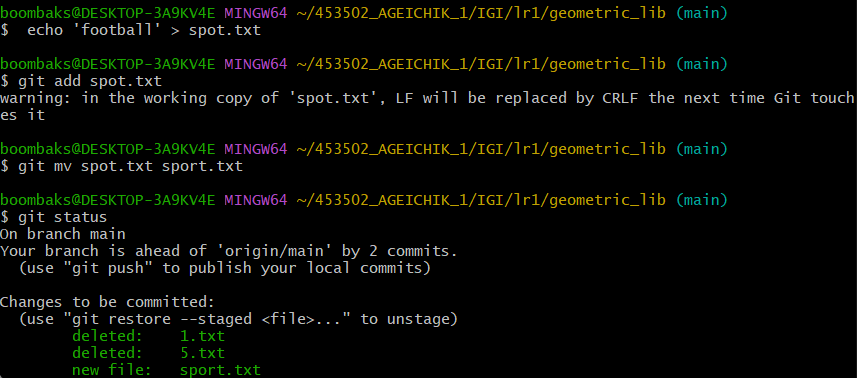 boombaks@DESKTOP-3A9KV4E MINGW64 ~/453502_AGEICHIK_1/IGI/lr1/geometric_lib (main)
$  echo 'football' > spot.txt
boombaks@DESKTOP-3A9KV4E MINGW64 ~/453502_AGEICHIK_1/IGI/lr1/geometric_lib (main)
$ git add spot.txt
warning: in the working copy of 'spot.txt', LF will be replaced by CRLF the next time Git touch
es it
boombaks@DESKTOP-3A9KV4E MINGW64 ~/453502_AGEICHIK_1/IGI/lr1/geometric_lib (main)
$ git mv spot.txt sport.txt
boombaks@DESKTOP-3A9KV4E MINGW64 ~/453502_AGEICHIK_1/IGI/lr1/geometric_lib (main)
$ git status
On branch main
Your branch is ahead of 'origin/main' by 2 commits.
  (use "git push" to publish your local commits)
Changes to be committed:
  (use "git restore --staged <file>..." to unstage)
        deleted:    1.txt
        deleted:    5.txt
        new file:   sport.txt